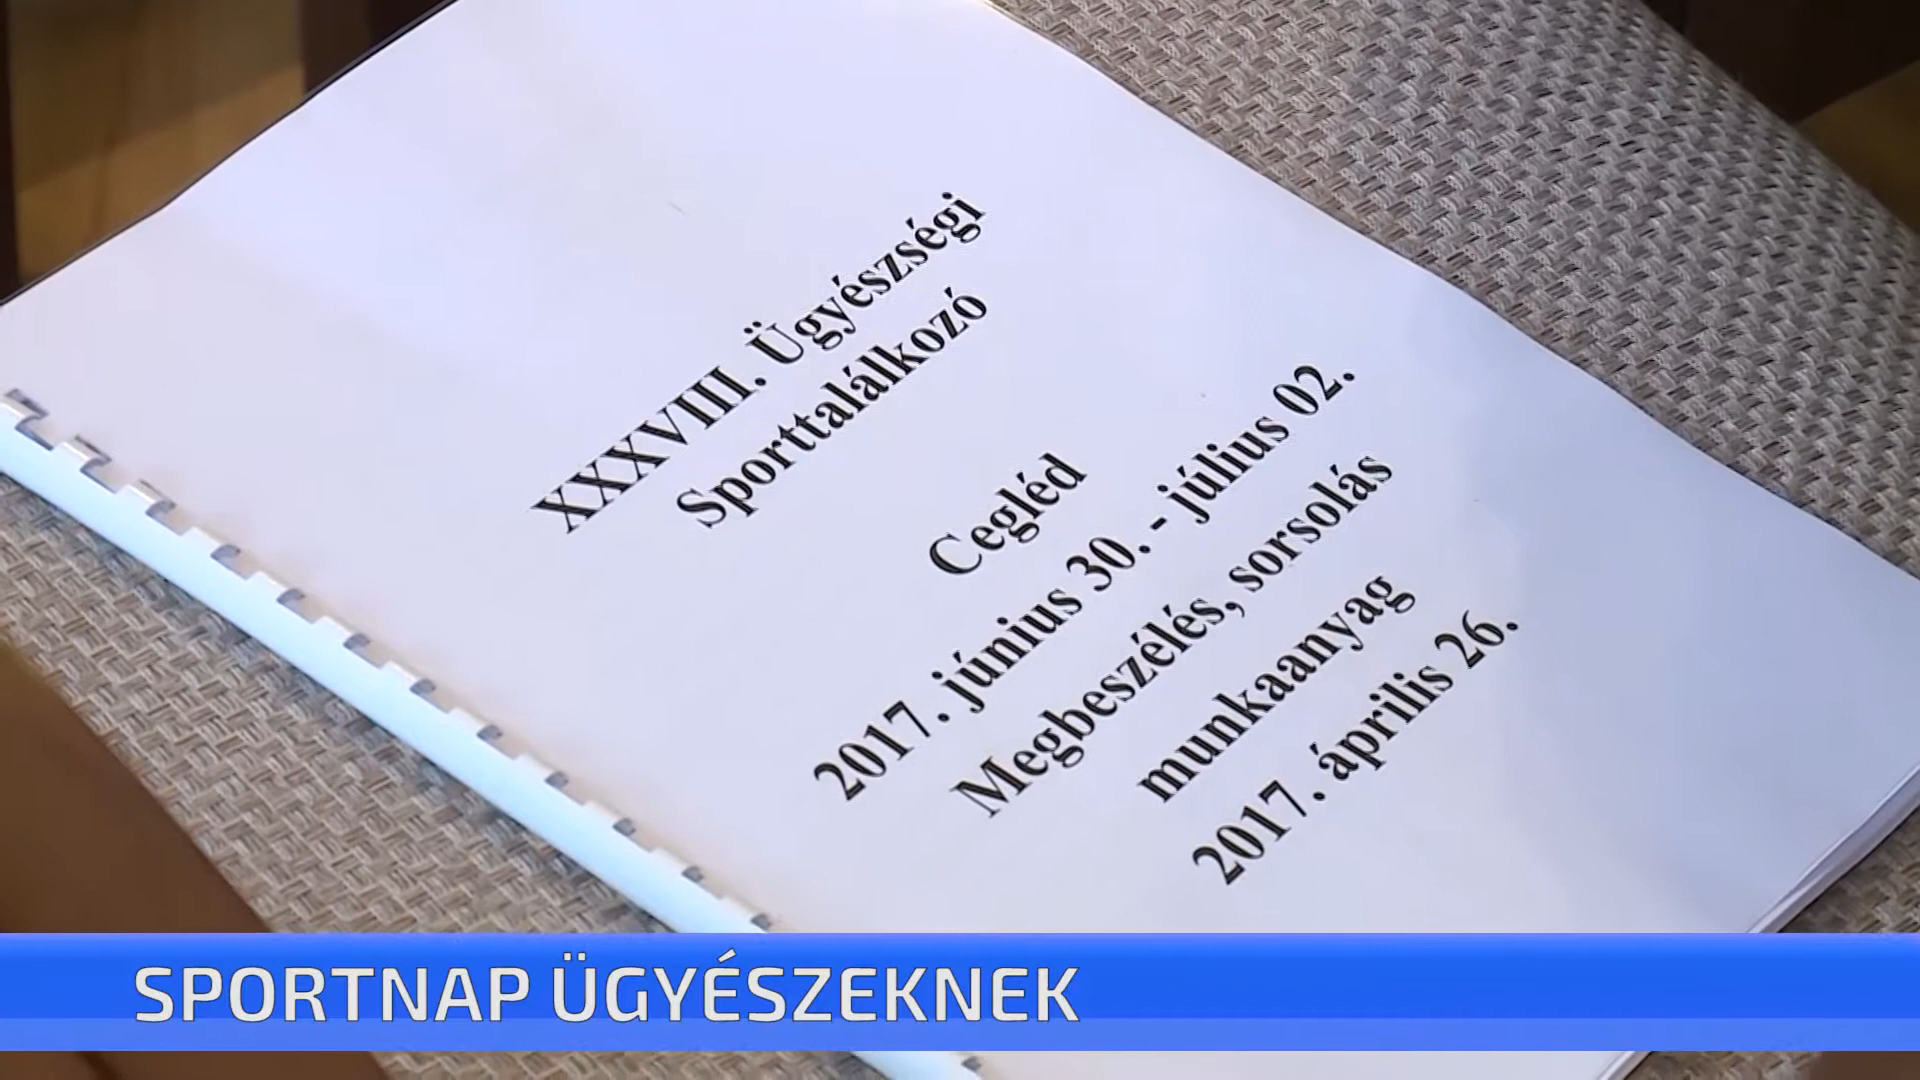 XXXVIII. Ügyészségi
Sporttalálkozó
Cegléd
2017. június 30. - július 02.
Megbeszélés, sorsolás
munkaanyag
2017. április 26.
SPORTNAP ÜGYÉSZEKNEK